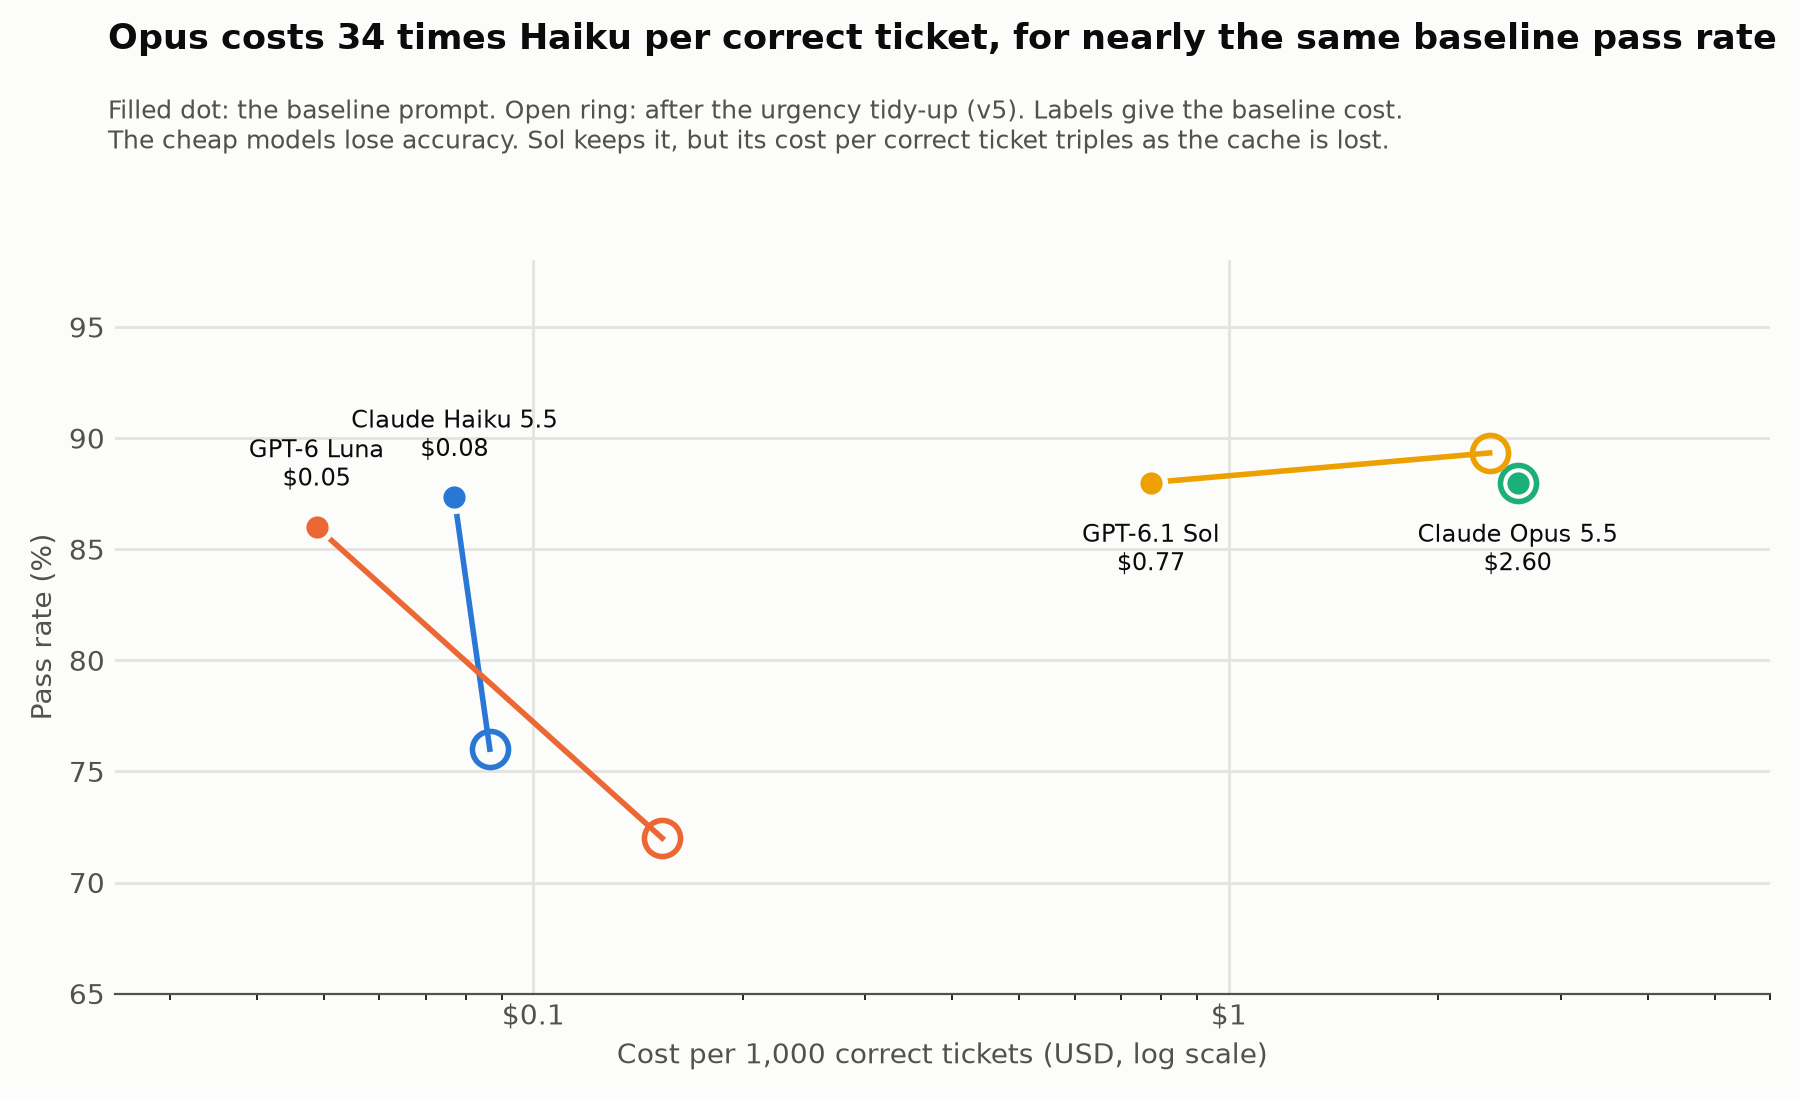 Opus costs 34 times Haiku per correct ticket, for nearly the same baseline pass rate
Filled dot: the baseline prompt. Open ring: after the urgency tidy-up (v5). Labels give the baseline cost.
The cheap models lose accuracy. Sol keeps it, but its cost per correct ticket triples as the cache is lost.
95
90
85
80
75
70
65
Pass rate (%)
Claude Haiku 5.5
$0.08
GPT-6 Luna
$0.05
GPT-6.1 Sol
$0.77
Claude Opus 5.5
$2.60
$0.1
$1
Cost per 1,000 correct tickets (USD, log scale)